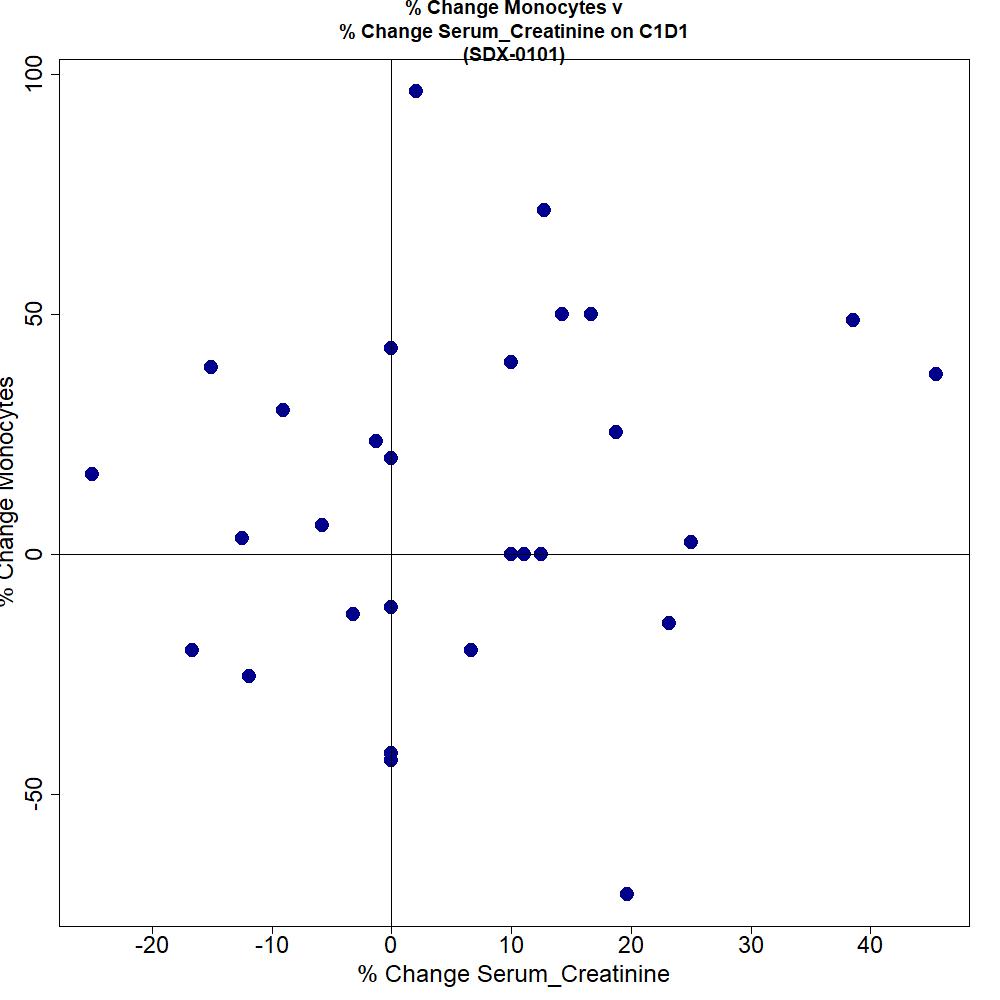 % Change Monocytes v
% Change Serum_Creatinine on C1D1
(SDX-0101)
100
50
0
-50
% Change Monocytes
-20 -10 0 10 20 30 40
% Change Serum_Creatinine